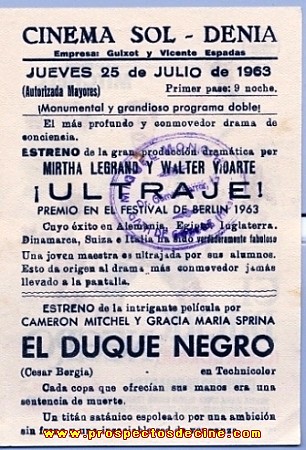 CINEMA SOL - DENIA
Empresa: Guixot y Vicente Espadas
JUEVES 25 de JULIO de 1963
(Autorizada Mayores) Primer pase: 9 noche.
¡Monumental y grandioso programa doble!
El más profundo y conmovedor drama de
conciencia.
ESTRENO de la gran producción dramática por
MIRTHA LEGRAND Y WALTER VIDARTE
¡ULTRAJE!
PREMIO EN EL FESTIVAL DE BERLIN 1963
Cuyo éxito en Alemania, Egipto, Inglaterra.
Dinamarca, Suiza e Italia ha sido verdaderamente fabuloso
Una joven maestra es ultrajada por sus alumnos.
Esto da origen al drama más conmovedor jamás
llevado a la pantalla.
ESTRENO de la intrigante película por
CAMERON MITCHEL Y GRACIA MARIA SPRINA
EL DUQUE NEGRO
(Cesar Borgia) en Technicolor
Cada copa que ofrecían sus manos era una
sentencia de muerte.
Un titán satánico espoleado por una ambición
sin
www.prospectosdecine.com